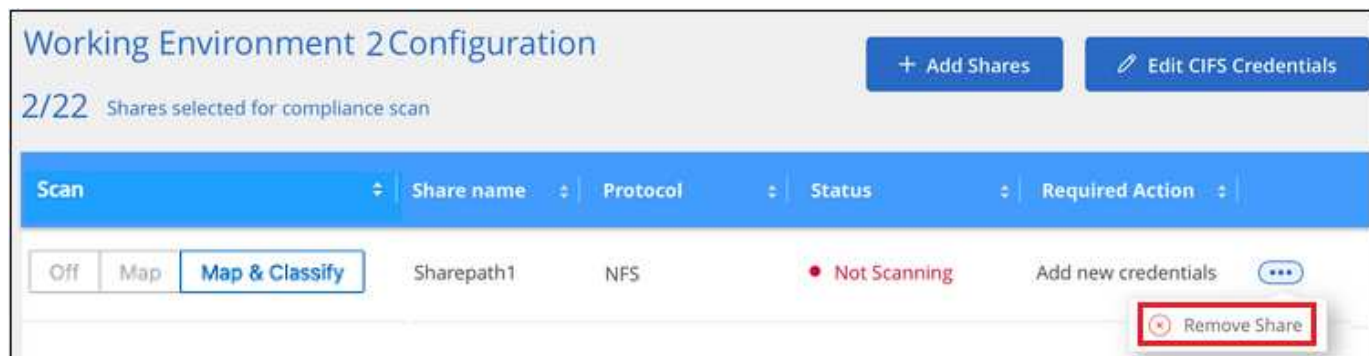 Working Environment 2 Configuration
+ Add Shares
Edit CIFS Credentials
2/22 Shares selected for compliance scan
Scan Share name Protocol Status Required Action
Off Map Map & Classify Sharepath1 NFS Not Scanning Add new credentials
Remove Share